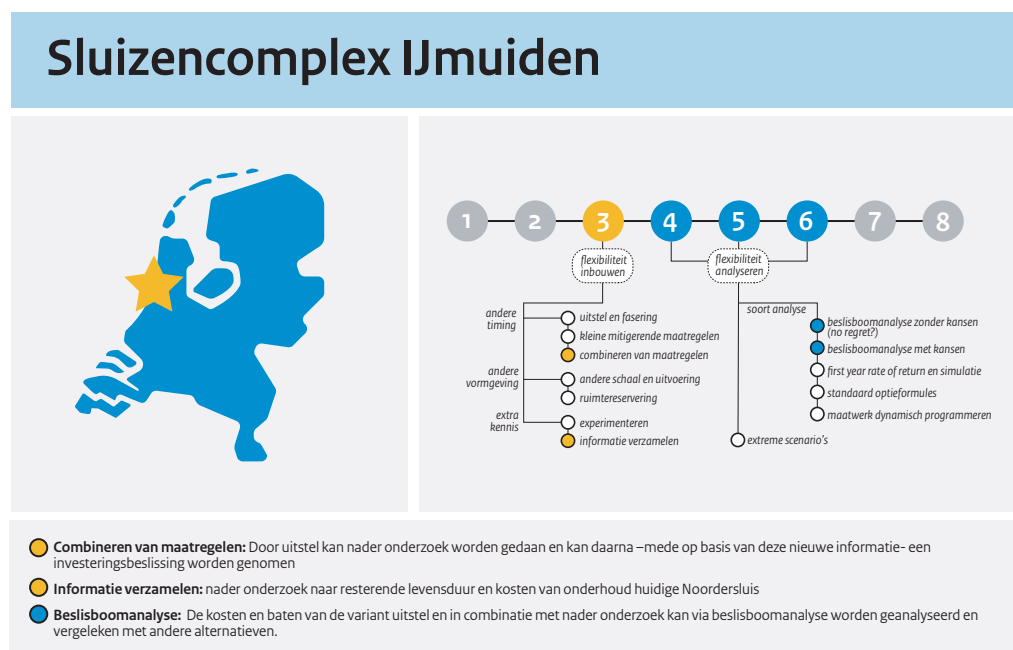 Sluizencomplex IJmuiden
1 2 3 4 5 6 7 8
flexibiliteit
inbouwen
flexibiliteit
analyseren
andere
timing
uitstel en fasering
kleine mitigerende maatregelen
combineren van maatregelen
andere
vormgeving
andere schaal en uitvoering
ruimtereservering
extra
kennis
experimenteren
informatie verzamelen
soort analyse
beslisboomanalyse zonder kansen
(no regret?)
beslisboomanalyse met kansen
first year rate of return en simulatie
standaard optieformules
maatwerk dynamisch programmeren
extreme scenario's
Combineren van maatregelen: Door uitstel kan nader onderzoek worden gedaan en kan daarna –mede op basis van deze nieuwe informatie- een
investeringsbeslissing worden genomen
Informatie verzamelen: nader onderzoek naar resterende levensduur en kosten van onderhoud huidige Noordersluis
Beslisboomanalyse: De kosten en baten van de variant uitstel en in combinatie met nader onderzoek kan via beslisboomanalyse worden geanalyseerd en
vergeleken met andere alternatieven.